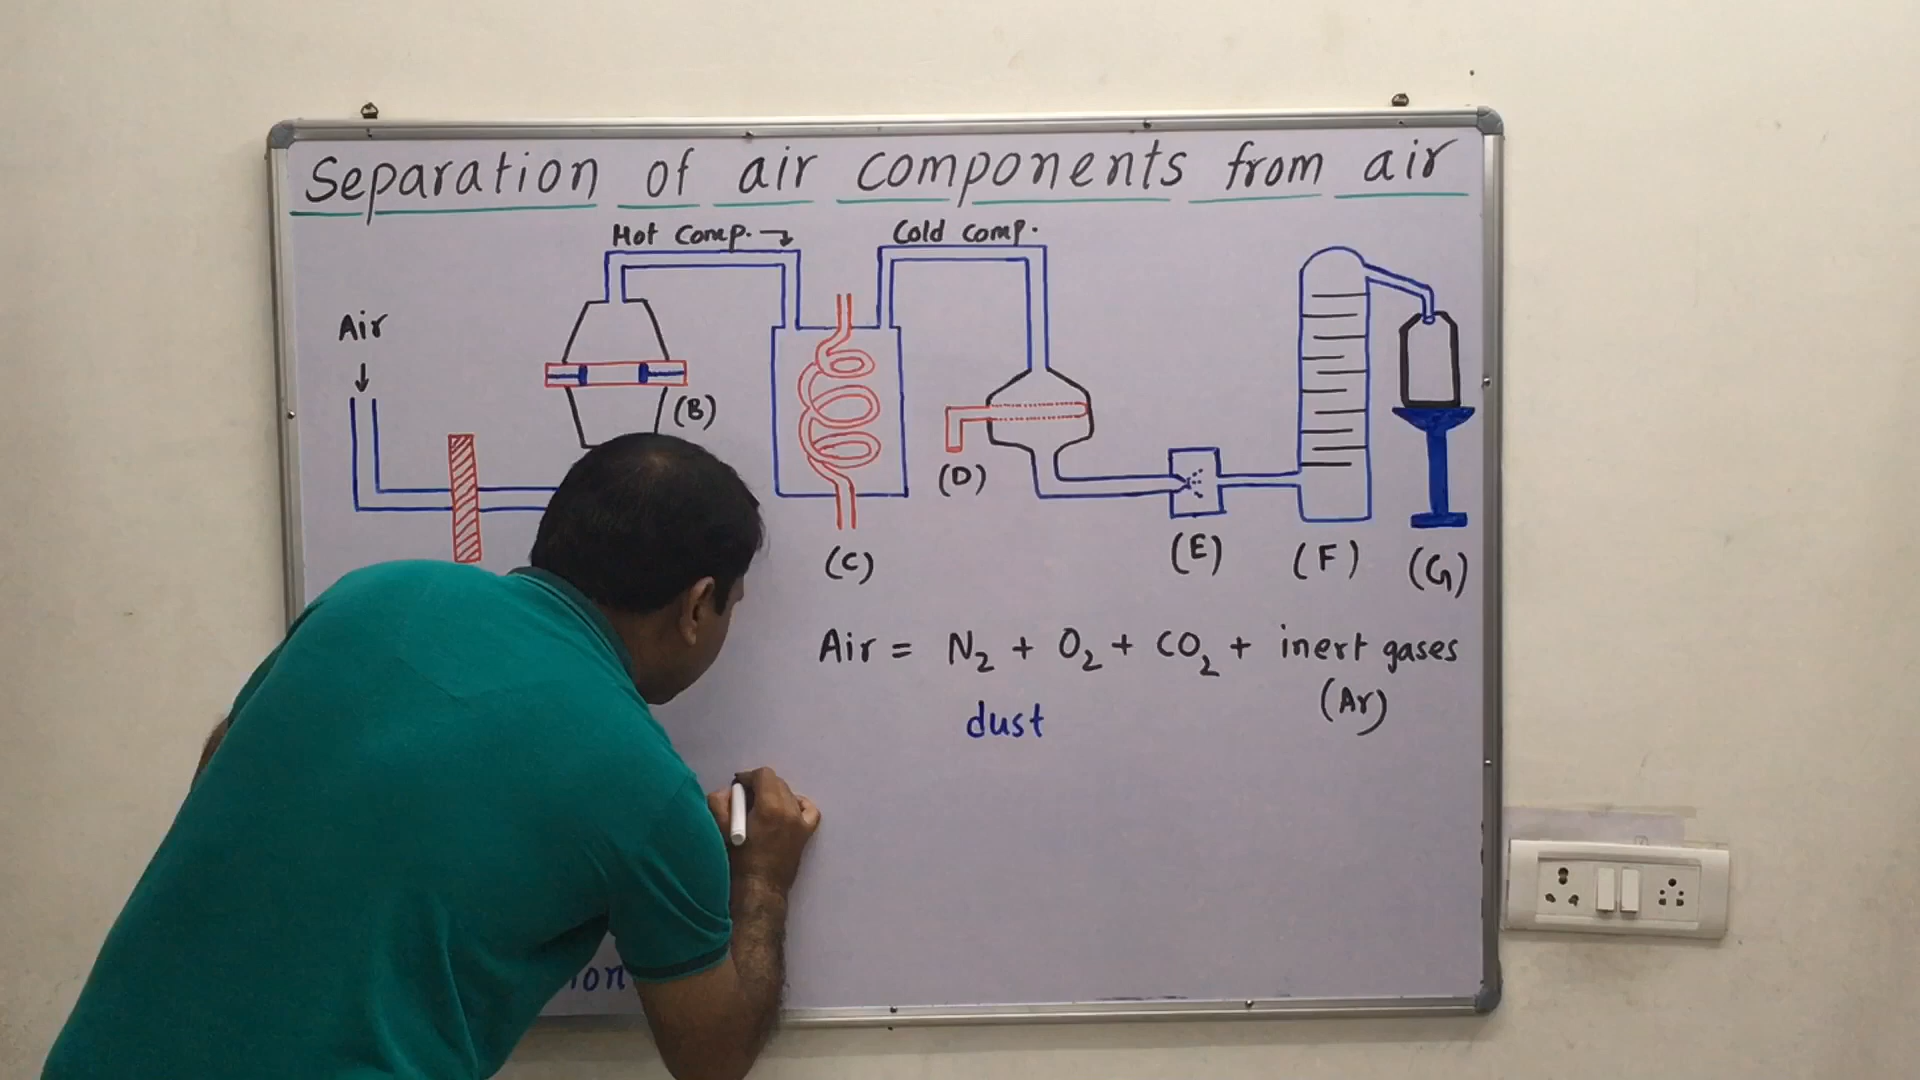 Separation of air components from air
Hot Comp. → Cold Comp.
Air
↓
(B)
(D)
(C) (E) (F) (G)
Air = N₂ + O₂ + CO₂ + inert gases
(Ar)
dust